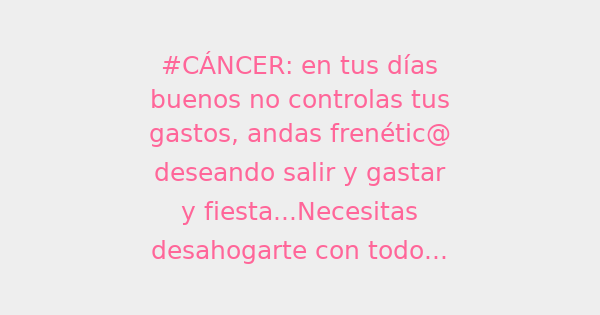 #CÁNCER: en tus días
buenos no controlas tus
gastos, andas frenétic@
deseando salir y gastar
y fiesta...Necesitas
desahogarte con todo...